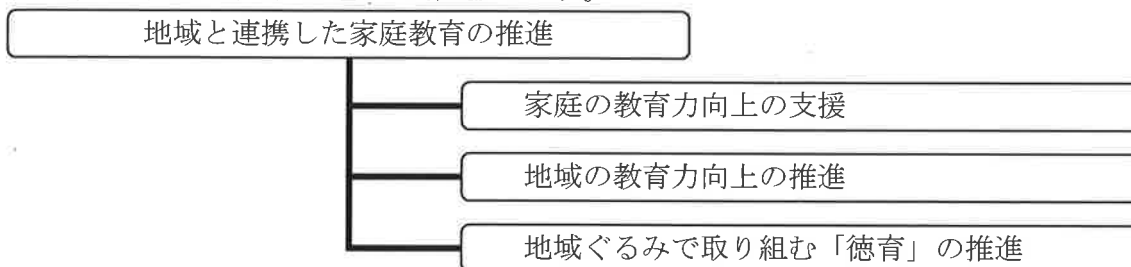 地域と連携した家庭教育の推進
家庭の教育力向上の支援
地域の教育力向上の推進
地域ぐるみで取り組む「徳育」の推進